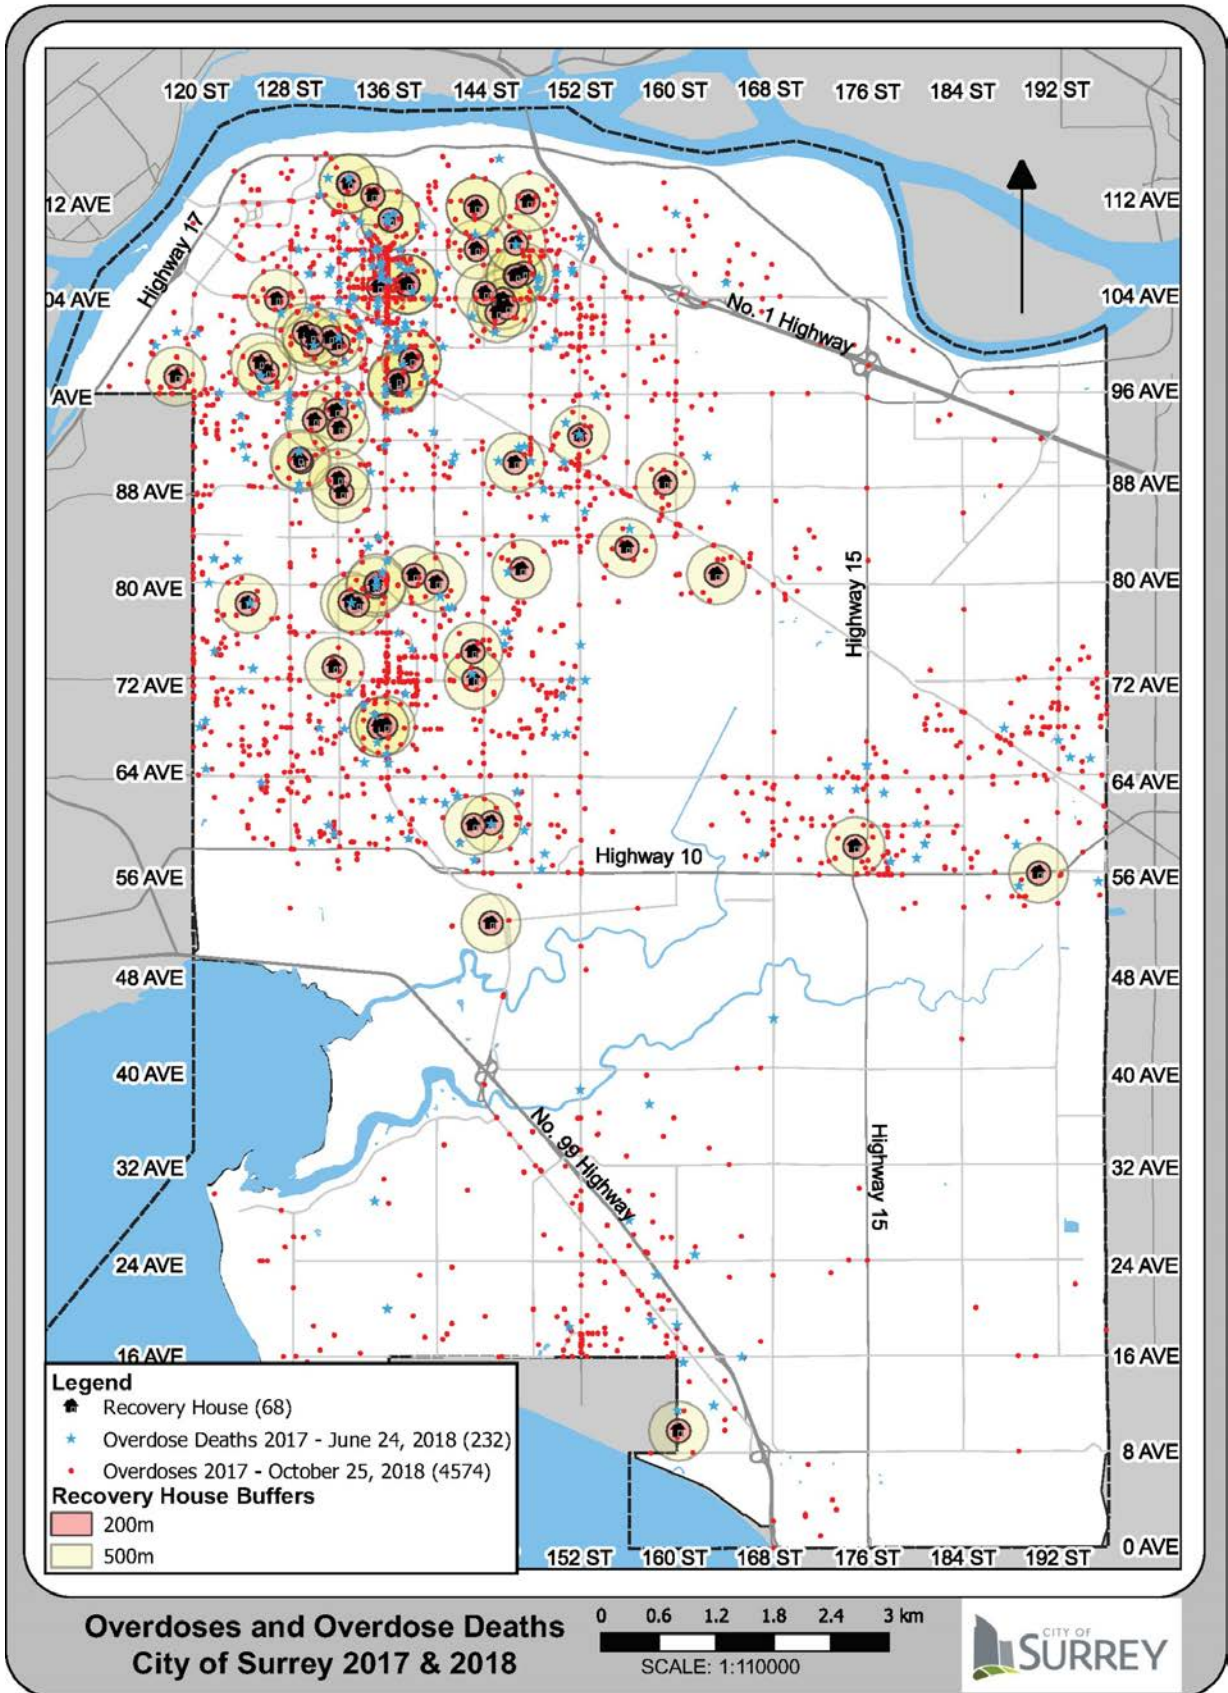 120 ST 128 ST 136 ST 144 ST 152 ST 160 ST 168 ST 176 ST 184 ST 192 ST
12 AVE
112 AVE
Highway 17
04 AVE
104 AVE
No. 1 Highway
AVE
96 AVE
88 AVE
88 AVE
80 AVE
80 AVE
Highway 15
72 AVE
72 AVE
64 AVE
64 AVE
Highway 10
56 AVE
56 AVE
48 AVE
48 AVE
40 AVE
40 AVE
No. 99 Highway
Highway 15
32 AVE
32 AVE
24 AVE
24 AVE
16 AVE
16 AVE
8 AVE
0 AVE
152 ST 160 ST 168 ST 176 ST 184 ST 192 ST
Legend
Recovery House (68)
Overdose Deaths 2017 - June 24, 2018 (232)
Overdoses 2017 - October 25, 2018 (4574)
Recovery House Buffers
200m
500m
Overdoses and Overdose Deaths
City of Surrey 2017 & 2018
0 0.6 1.2 1.8 2.4 3 km
SCALE: 1:110000
CITY OF
SURREY